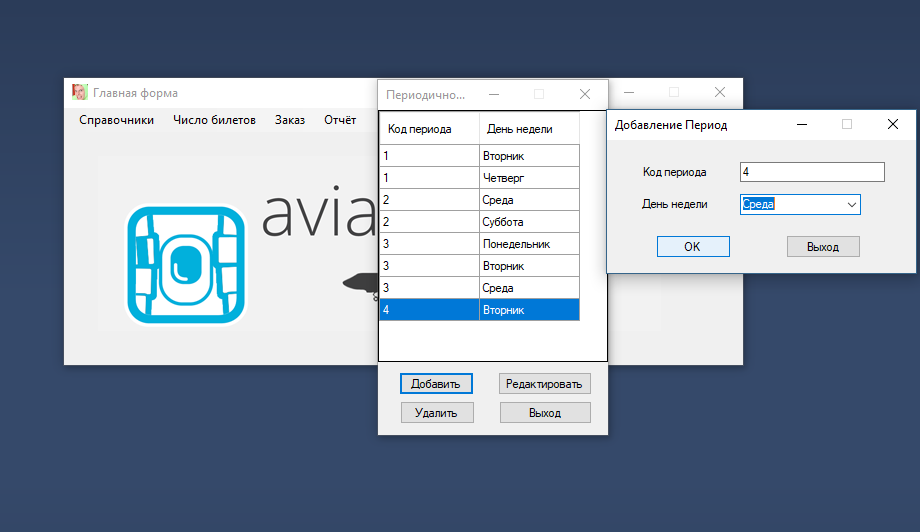 Главная форма
Справочники Число билетов Заказ Отчёт
avia
Периодично...
Код периода День недели
1 Вторник
1 Четверг
2 Среда
2 Суббота
3 Понедельник
3 Вторник
3 Среда
4 Вторник
Добавить Редактировать
Удалить Выход
Добавление Период
Код периода 4
День недели Среда
OK Выход